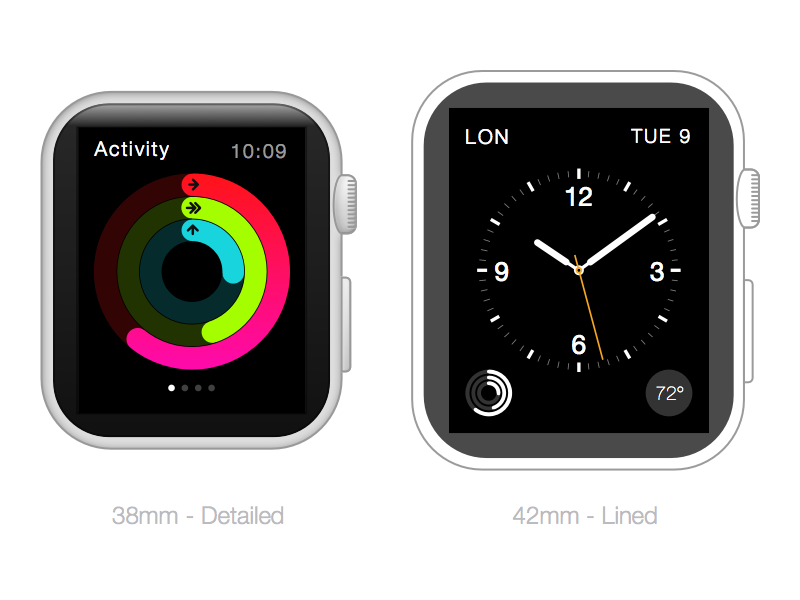 Activity
10:09
38mm - Detailed
LON
TUE 9
12
9
3
6
72°
42mm - Lined